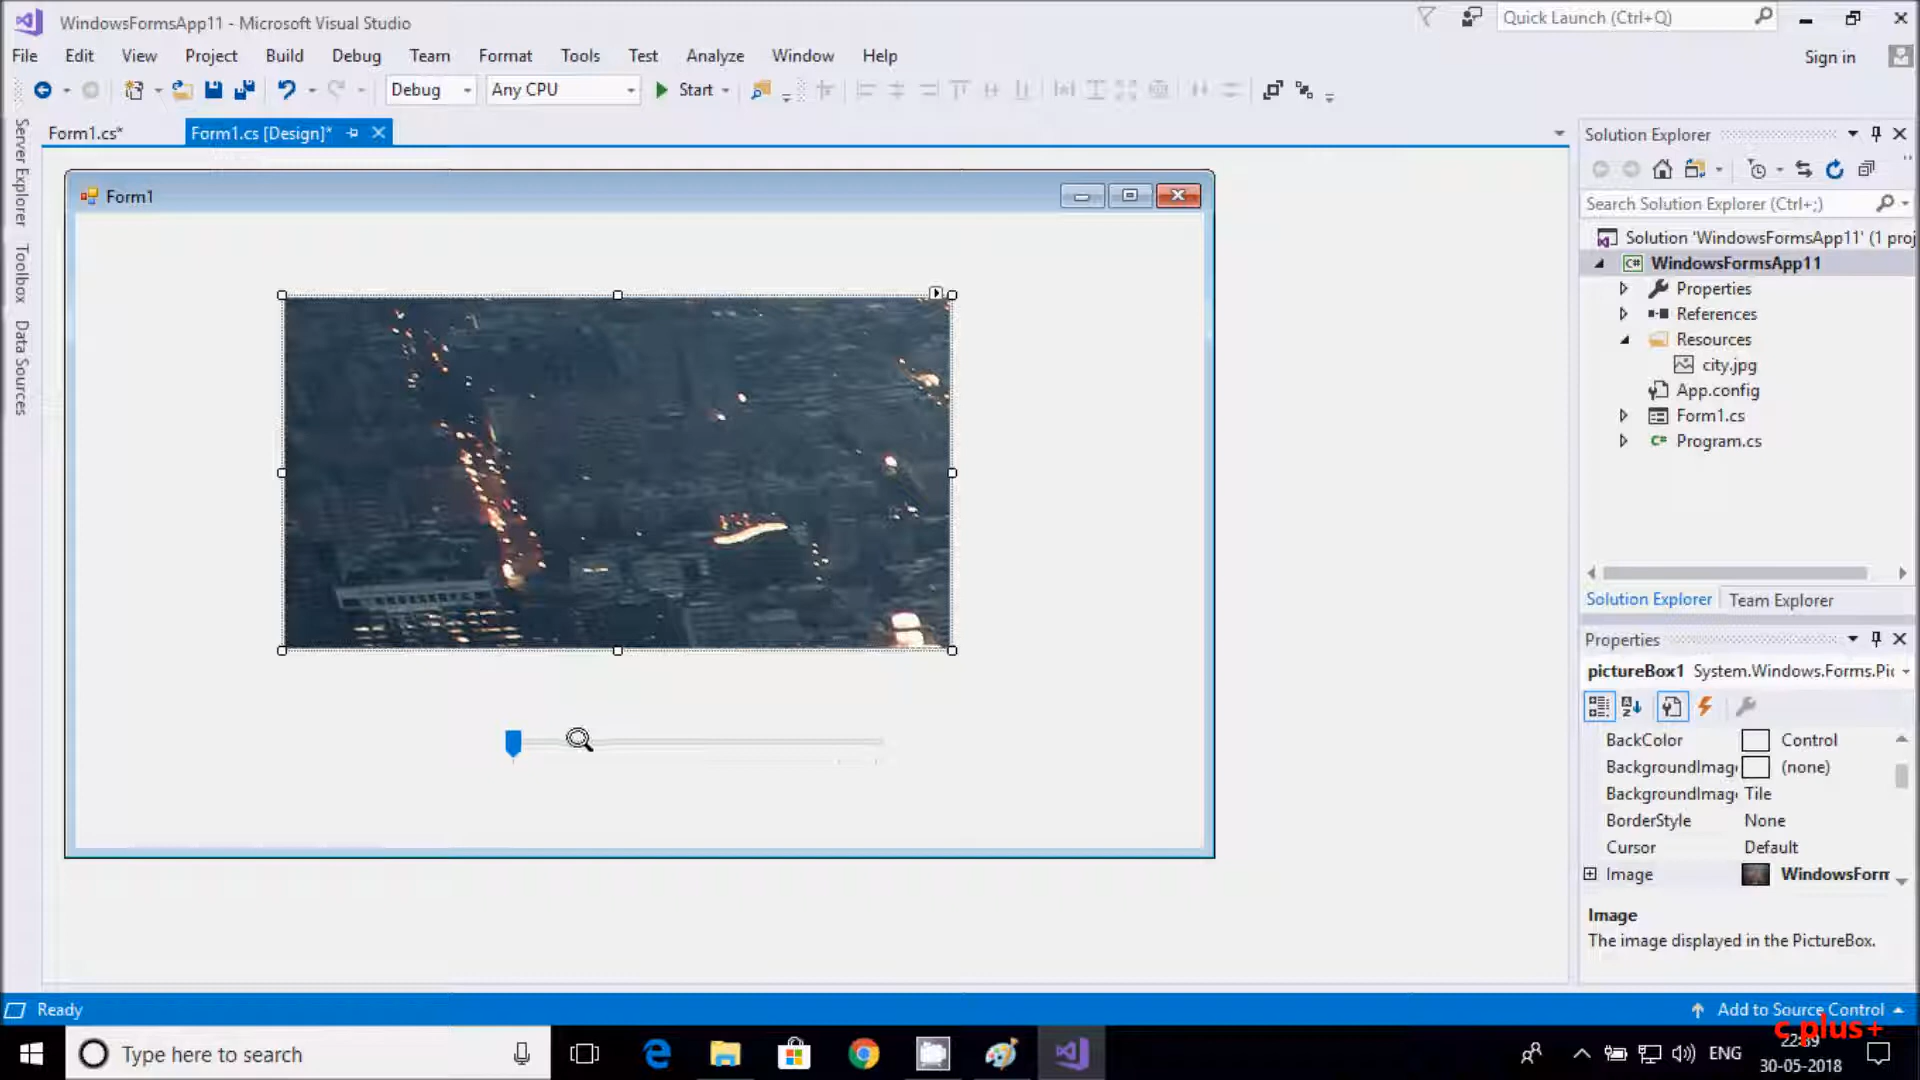 WindowsFormsApp11 - Microsoft Visual Studio
Quick Launch (Ctrl+Q)
File Edit View Project Build Debug Team Format Tools Test Analyze Window Help
Sign in
Debug Any CPU Start
Form1.cs* Form1.cs [Design]*
Server Explorer
Toolbox
Data Sources
Form1
Solution Explorer
Search Solution Explorer (Ctrl+;)
Solution 'WindowsFormsApp11' (1 proj
WindowsFormsApp11
Properties
References
Resources
city.jpg
App.config
Form1.cs
Program.cs
Solution Explorer Team Explorer
Properties
pictureBox1 System.Windows.Forms.Pi
BackColor Control
BackgroundImag (none)
BackgroundImag Tile
BorderStyle None
Cursor Default
Image WindowsForm
Image
The image displayed in the PictureBox.
Ready
Add to Source Control
c plus+
Type here to search
ENG
22:39
30-05-2018